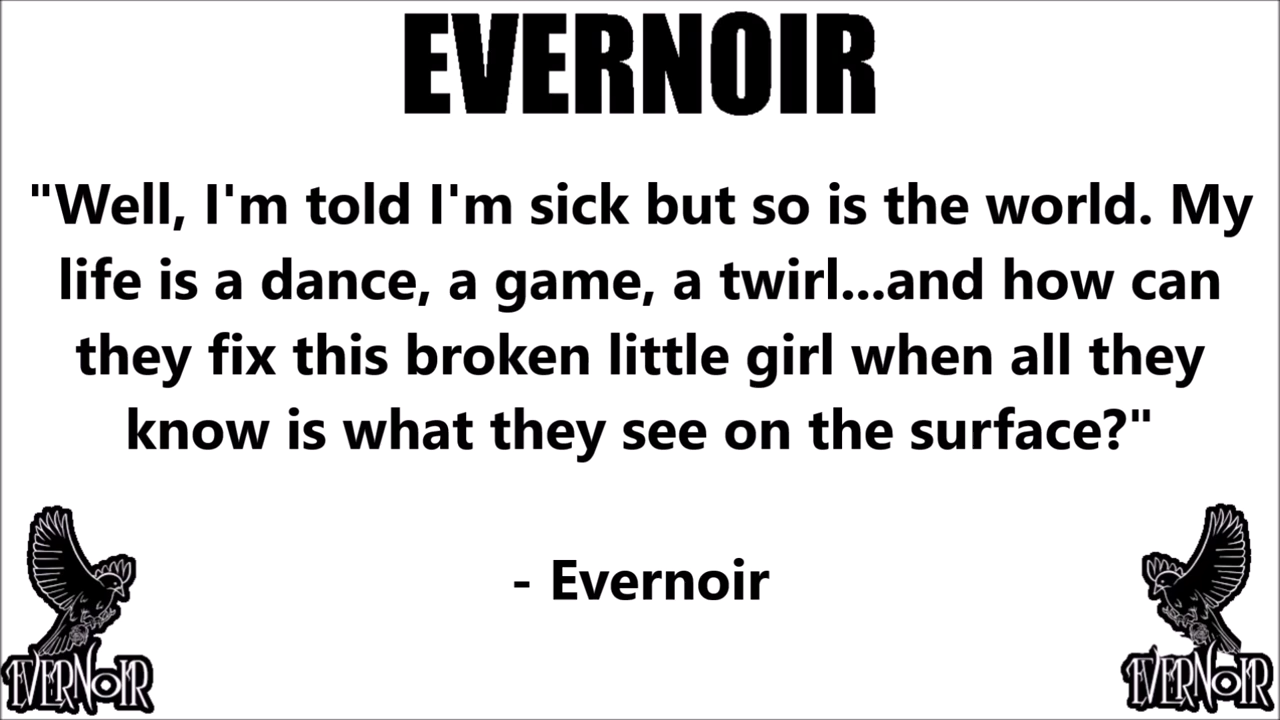 EVERNOIR
"Well, I'm told I'm sick but so is the world. My
life is a dance, a game, a twirl...and how can
they fix this broken little girl when all they
know is what they see on the surface?"
- Evernoir
EVERNOIR
EVERNOIR